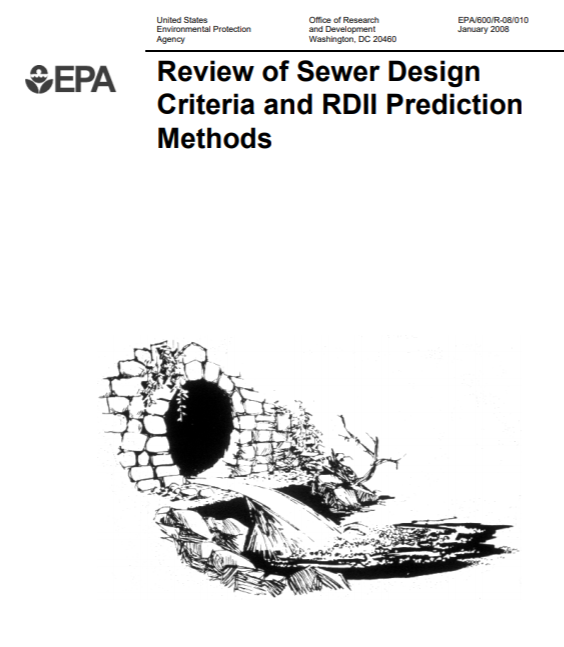 United States
Environmental Protection
Agency
Office of Research
and Development
Washington, DC 20460
EPA/600/R-08/010
January 2008
EPA
Review of Sewer Design
Criteria and RDII Prediction
Methods